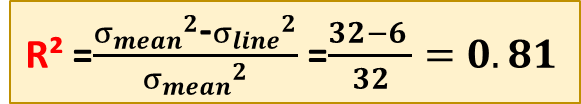 R² = (σ_mean² - σ_line²) / σ_mean² = (32−6) / 32 = 0.81